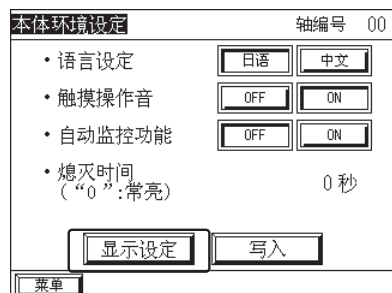 本体环境设定 轴编号 00
・语言设定 日语 中文
・触摸操作音 OFF ON
・自动监控功能 OFF ON
・熄灭时间
(“0”:常亮) 0 秒
显示设定 写入
菜单